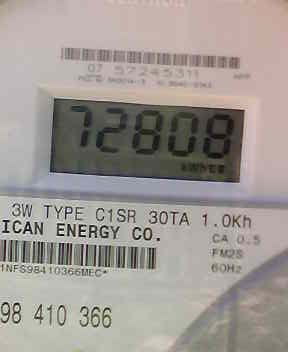 07 57245311
72808
3W TYPE C1SR 30TA 1.0Kh
ICAN ENERGY CO.
CA 0.5
FM2S
60Hz
1NFS98410366MEC*
98 410 366